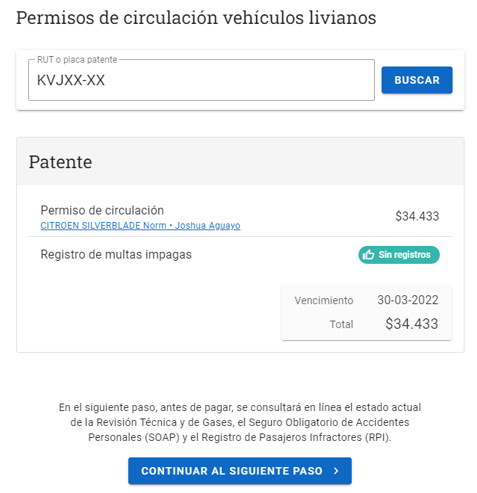 Permisos de circulación vehículos livianos
RUT o placa patente
KVJXX-XX
BUSCAR
Patente
Permiso de circulación
$34.433
CITROEN SILVERBLADE Norm • Joshua Aguayo
Registro de multas impagas
Sin registros
Vencimiento 30-03-2022
Total $34.433
En el siguiente paso, antes de pagar, se consultará en línea el estado actual
de la Revisión Técnica y de Gases, el Seguro Obligatorio de Accidentes
Personales (SOAP) y el Registro de Pasajeros Infractores (RPI).
CONTINUAR AL SIGUIENTE PASO